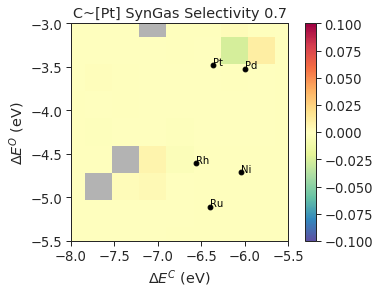 C~[Pt] SynGas Selectivity 0.7
−3.0
−3.5
−4.0
−4.5
−5.0
−5.5
ΔE^O (eV)
−8.0 −7.5 −7.0 −6.5 −6.0 −5.5
ΔE^C (eV)
Pt
Pd
Rh
Ni
Ru
0.100
0.075
0.050
0.025
0.000
−0.025
−0.050
−0.075
−0.100